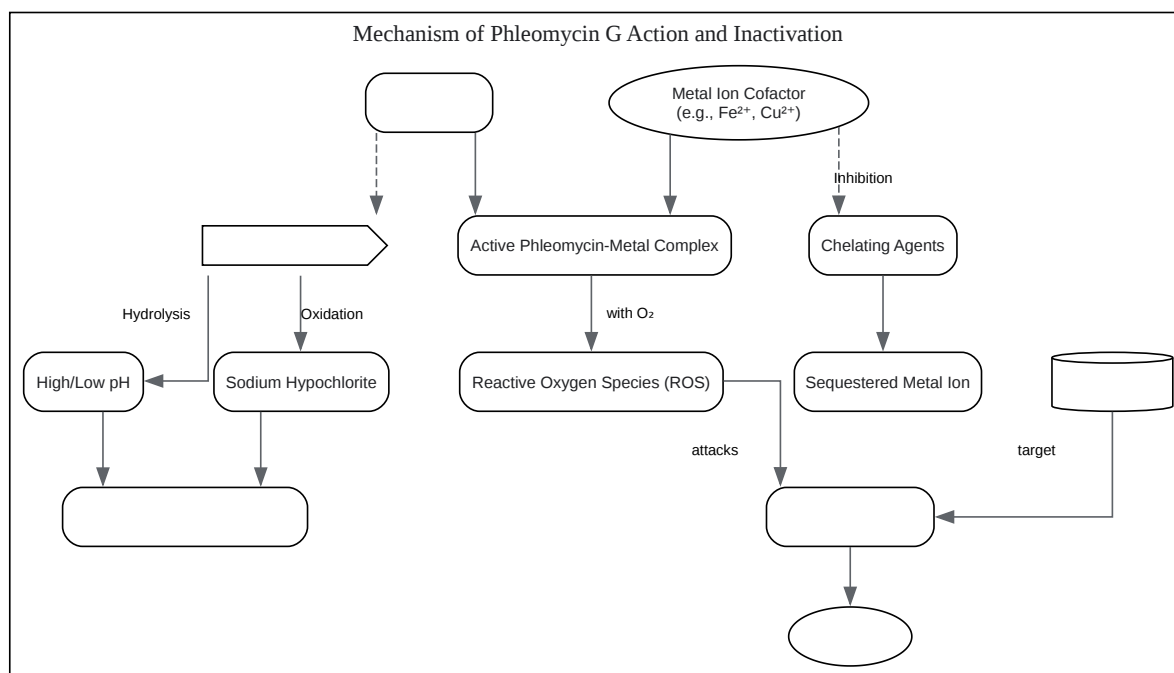 Mechanism of Phleomycin G Action and Inactivation
Metal Ion Cofactor
(e.g., Fe²⁺, Cu²⁺)
Inhibition
Active Phleomycin-Metal Complex
Chelating Agents
Hydrolysis
Oxidation
with O₂
High/Low pH
Sodium Hypochlorite
Reactive Oxygen Species (ROS)
Sequestered Metal Ion
attacks
target